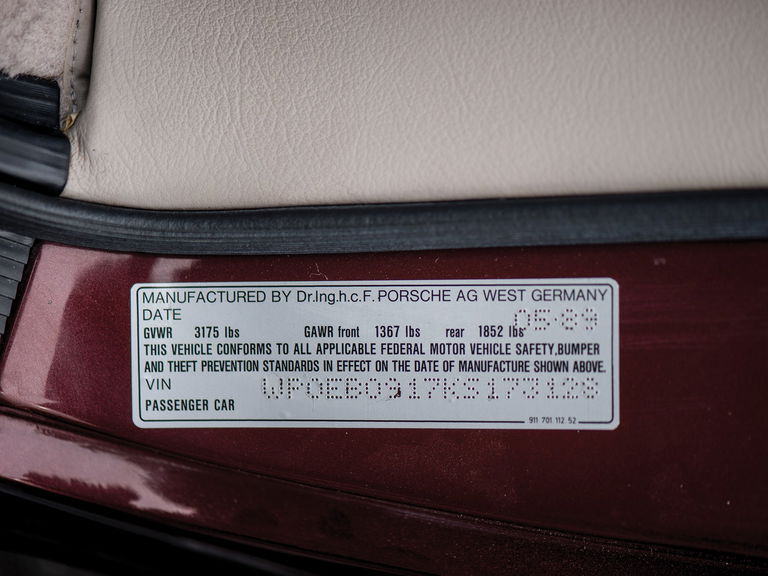 MANUFACTURED BY Dr.Ing.h.c.F. PORSCHE AG WEST GERMANY
DATE 05·89
GVWR 3175 lbs GAWR front 1367 lbs rear 1852 lbs
THIS VEHICLE CONFORMS TO ALL APPLICABLE FEDERAL MOTOR VEHICLE SAFETY,BUMPER
AND THEFT PREVENTION STANDARDS IN EFFECT ON THE DATE OF MANUFACTURE SHOWN ABOVE.
VIN WP0EB0917KS173128
PASSENGER CAR
911 701 112 52